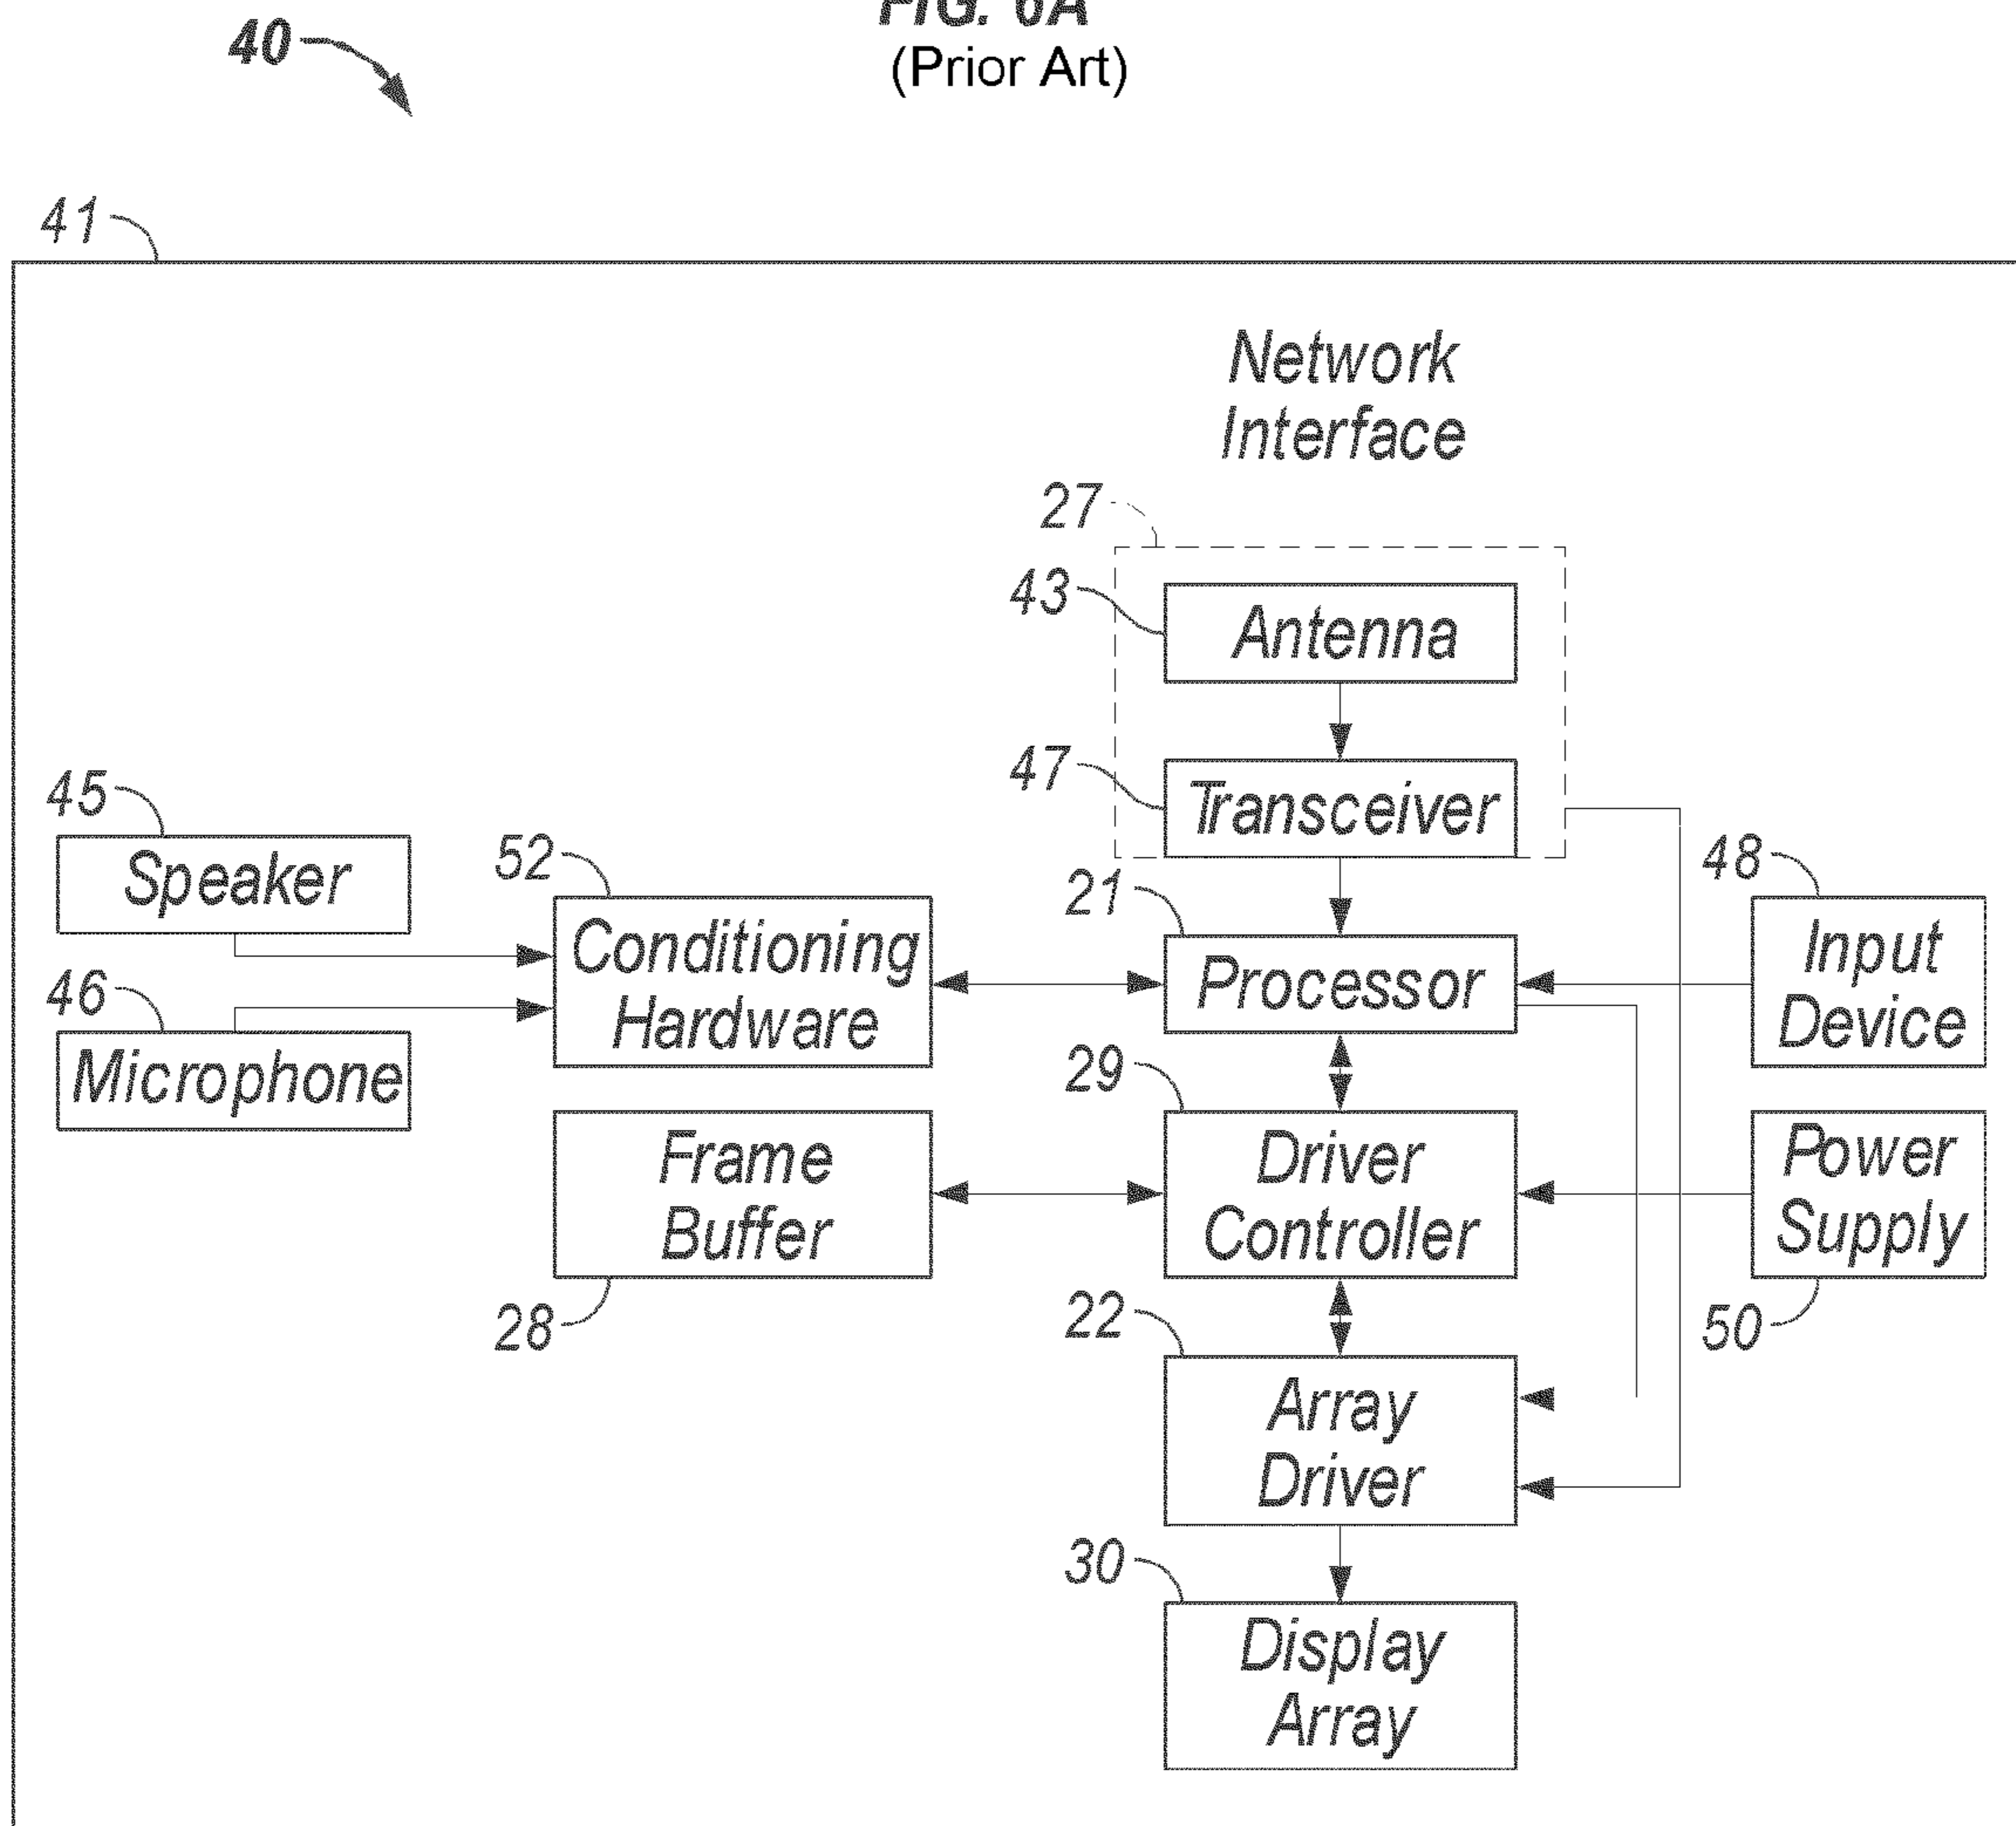 FIG. 6A
(Prior Art)
40
41
Network
Interface
27
43
Antenna
47
Transceiver
45
Speaker
52
Conditioning
Hardware
21
Processor
48
Input
Device
46
Microphone
29
Driver
Controller
Frame
Buffer
28
Power
Supply
50
22
Array
Driver
30
Display
Array